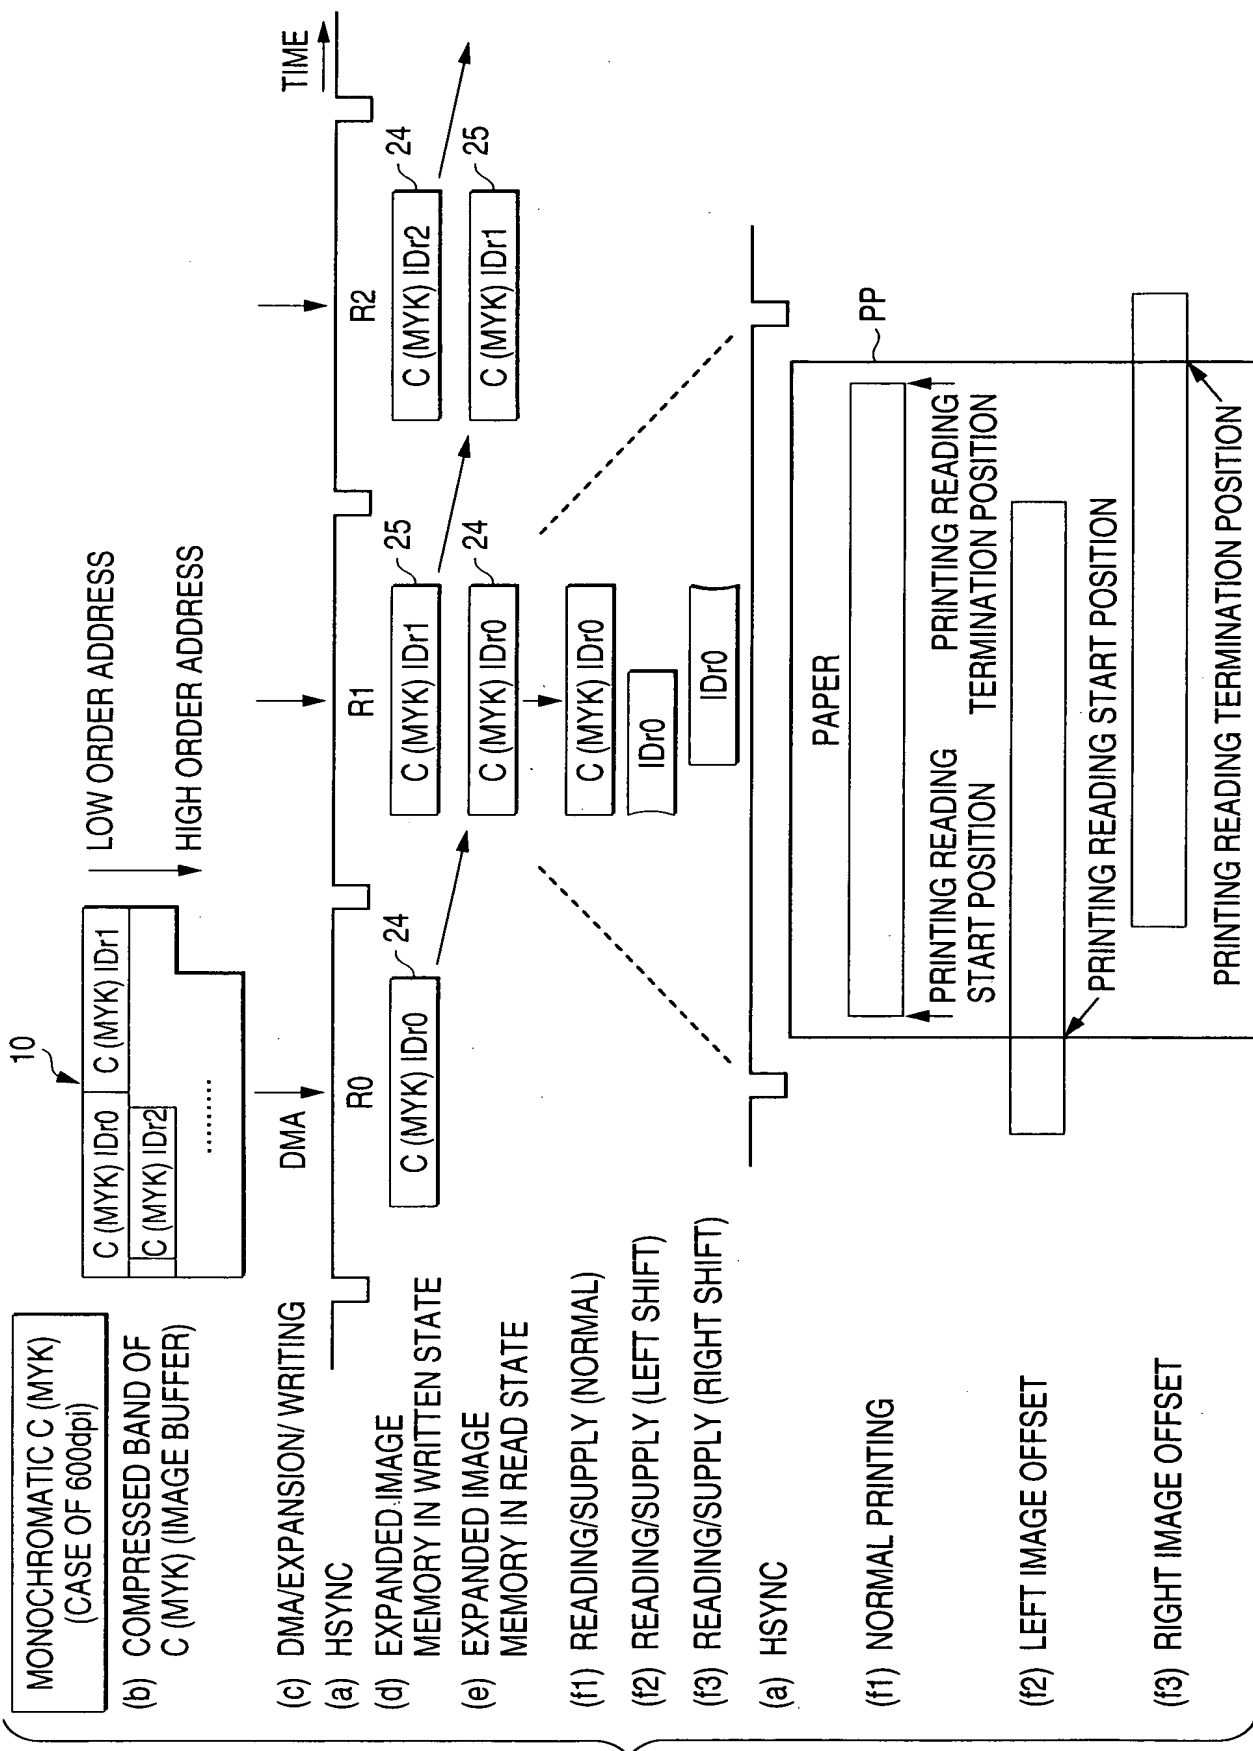 MONOCHROMATIC C (MYK)
(CASE OF 600dpi)
10
(b) COMPRESSED BAND OF
C (MYK) (IMAGE BUFFER)
C (MYK) IDr0
C (MYK) IDr1
C (MYK) IDr2
.........
LOW ORDER ADDRESS
HIGH ORDER ADDRESS
(c) DMA/EXPANSION/ WRITING
DMA
TIME
(a) HSYNC
R0
R1
R2
(d) EXPANDED IMAGE
MEMORY IN WRITTEN STATE
C (MYK) IDr0
24
C (MYK) IDr1
25
C (MYK) IDr2
24
(e) EXPANDED IMAGE
MEMORY IN READ STATE
C (MYK) IDr0
24
C (MYK) IDr1
25
(f1) READING/SUPPLY (NORMAL)
C (MYK) IDr0
(f2) READING/SUPPLY (LEFT SHIFT)
IDr0
(f3) READING/SUPPLY (RIGHT SHIFT)
IDr0
(a) HSYNC
PAPER
PP
(f1) NORMAL PRINTING
PRINTING READING
START POSITION
PRINTING READING
TERMINATION POSITION
(f2) LEFT IMAGE OFFSET
PRINTING READING START POSITION
(f3) RIGHT IMAGE OFFSET
PRINTING READING TERMINATION POSITION